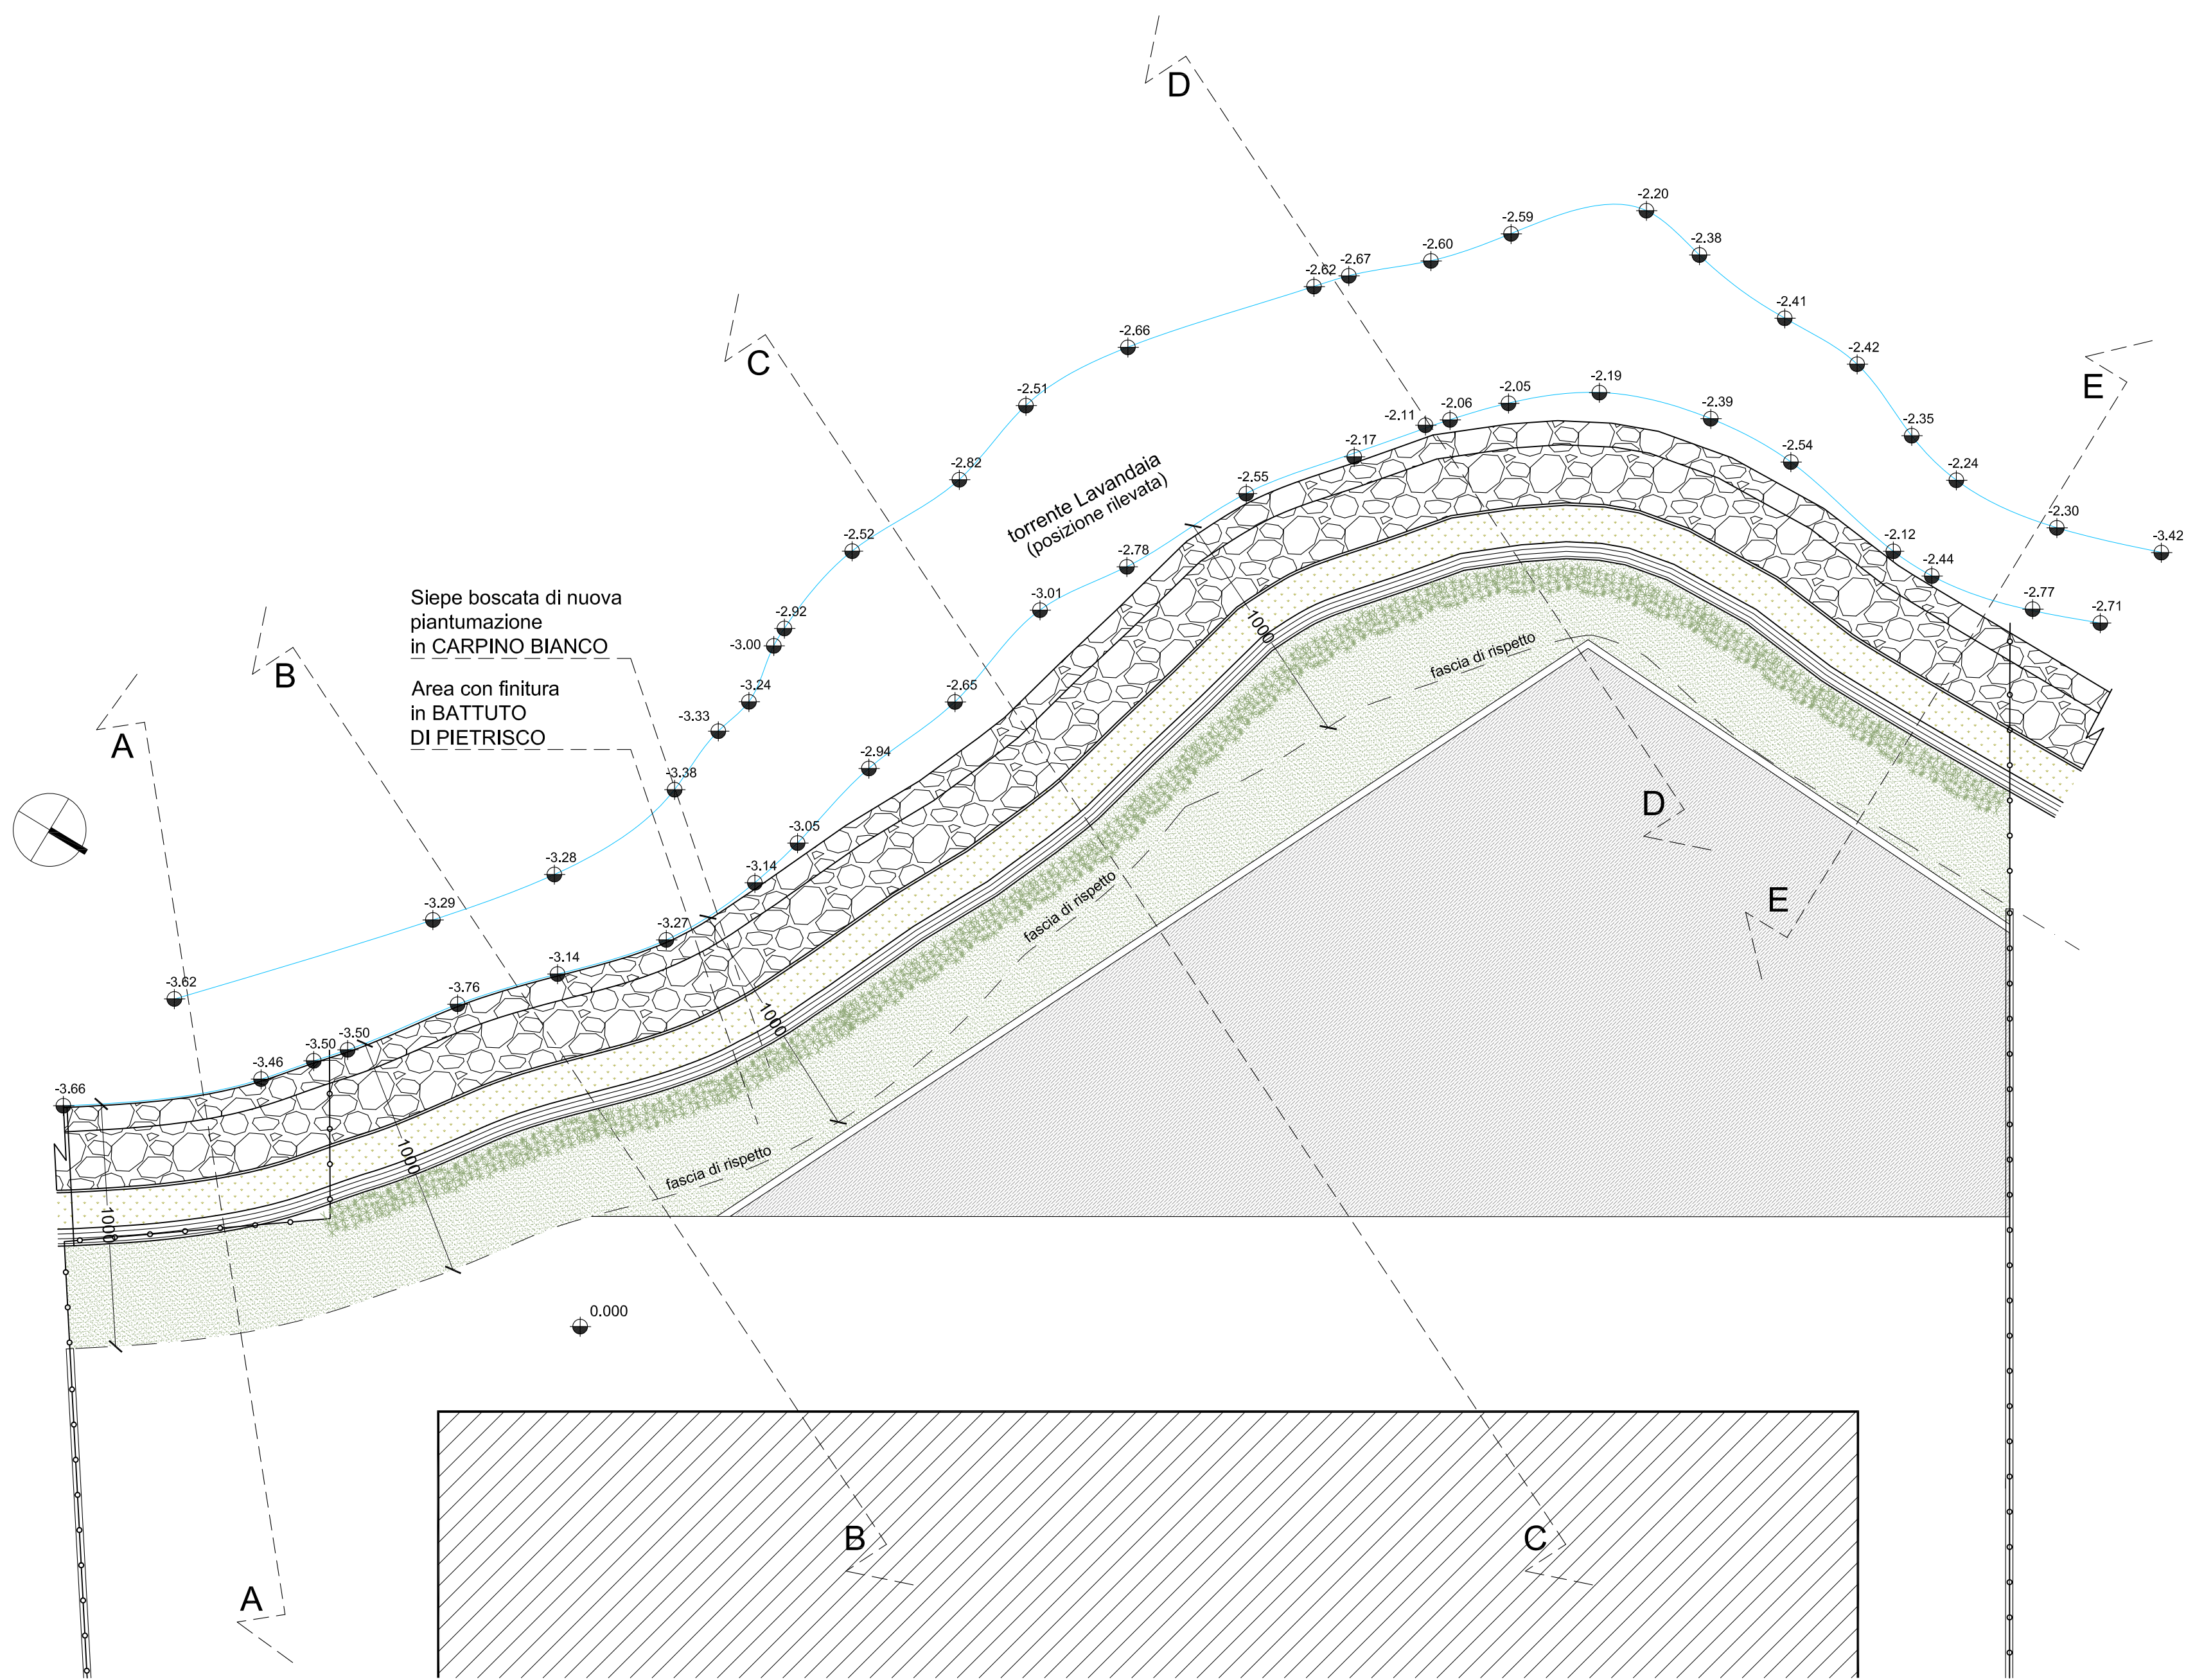 D
-2.20
-2.59
-2.38
-2.60
-2.67
-2.62
-2.41
-2.66
-2.42
C
E
-2.51
-2.19
-2.05
-2.06
-2.11
-2.39
-2.35
-2.17
-2.54
-2.24
-2.82
-2.55
torrente Lavandaia
(posizione rilevata)
-2.30
-2.52
-2.12
-3.42
-2.78
-2.44
-2.77
-2.71
-3.01
Siepe boscata di nuova
piantumazione
in CARPINO BIANCO
-2.92
-3.00
1000
fascia di rispetto
B
Area con finitura
in BATTUTO
DI PIETRISCO
-3.24
-2.65
-3.33
A
-2.94
-3.38
D
-3.05
-3.28
-3.14
E
fascia di rispetto
-3.29
-3.27
-3.14
-3.62
-3.76
1000
-3.50
-3.50
-3.46
-3.66
1000
fascia di rispetto
1000
0.000
B
C
A